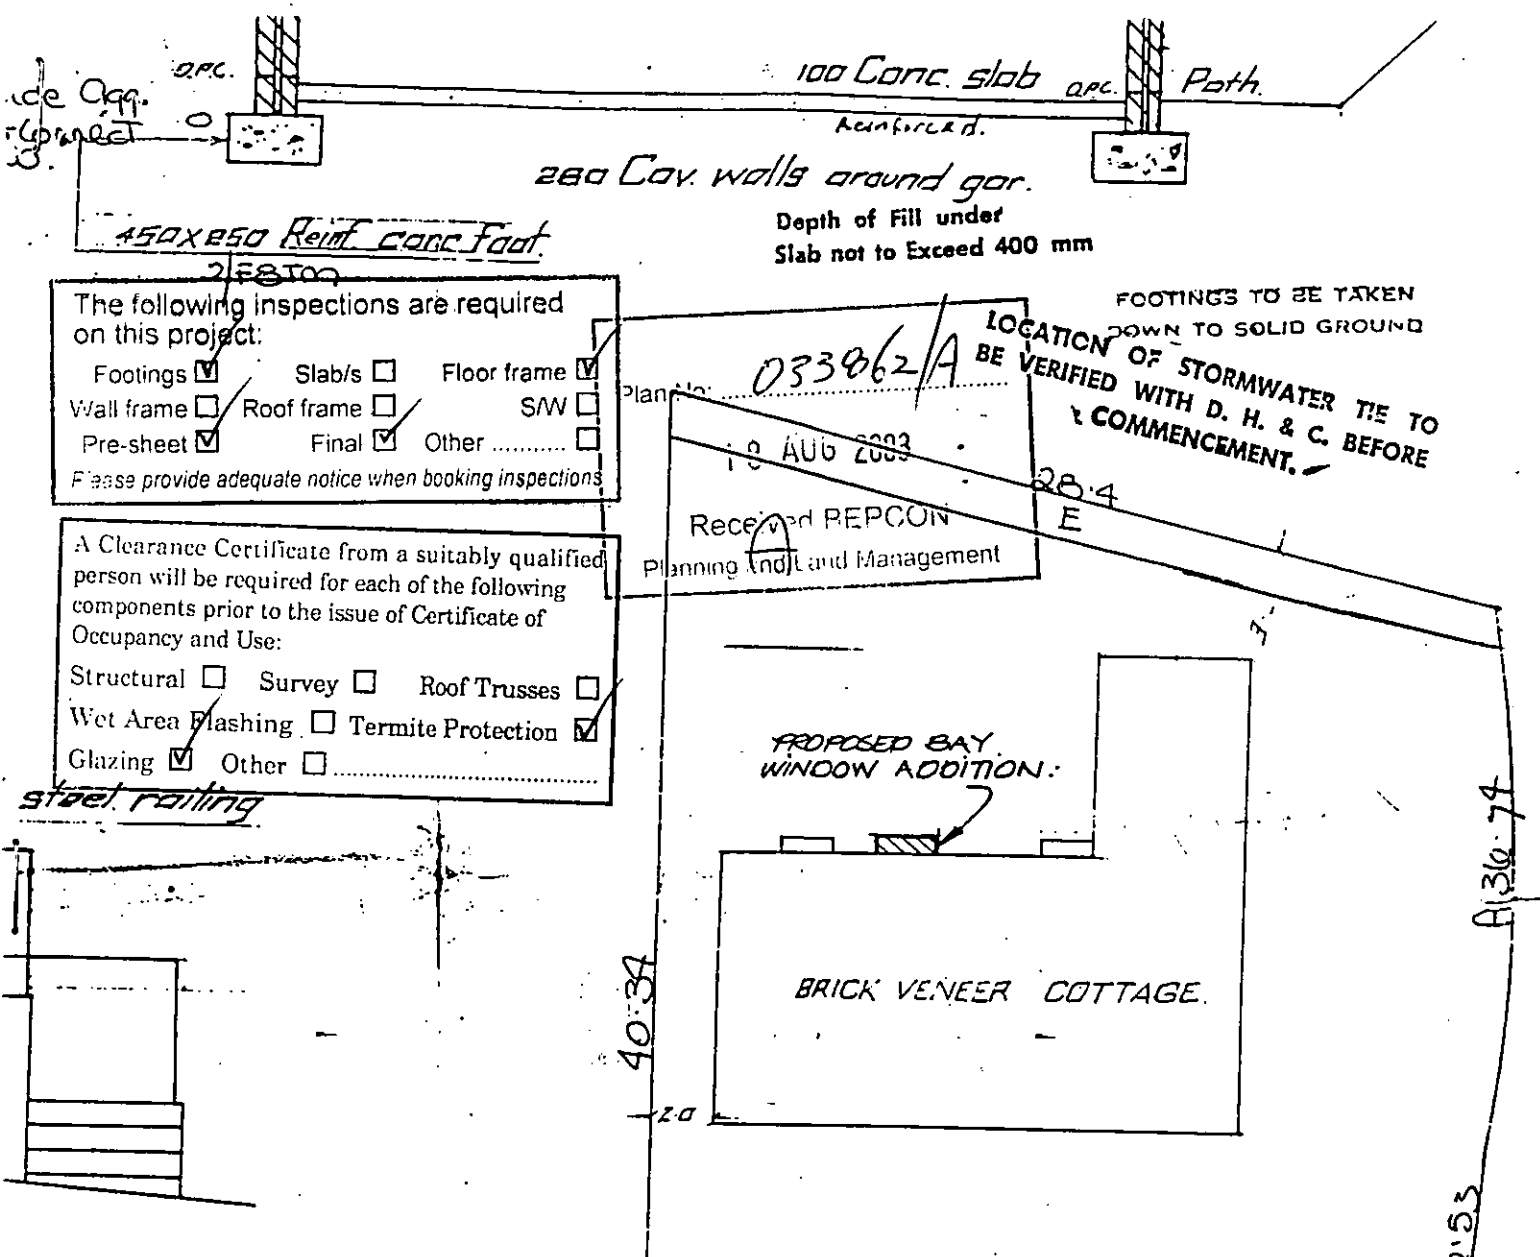 D.P.C.
100 Conc. slab
D.P.C.
Path.
Agg.
Connect
Reinforced.
280 Cav. walls around gar.
Depth of Fill under
Slab not to Exceed 400 mm
450x250 Reinf. conc Foot.
The following inspections are required
on this project:
Footings ☑ Slab/s ☐ Floor frame ☑
Wall frame ☐ Roof frame ☐ S/W ☐
Pre-sheet ☑ Final ☑ Other ........... ☐
Please provide adequate notice when booking inspections
FOOTINGS TO BE TAKEN
DOWN TO SOLID GROUND
LOCATION OF STORMWATER TIE TO
BE VERIFIED WITH D. H. & C. BEFORE
COMMENCEMENT.
Plan No: 033862/A
AUG 2003
Received BEPCON
Planning and Land Management
28.4
E
A Clearance Certificate from a suitably qualified
person will be required for each of the following
components prior to the issue of Certificate of
Occupancy and Use:
Structural ☐ Survey ☐ Roof Trusses ☐
Wet Area Flashing ☐ Termite Protection ☑
Glazing ☑ Other ☐
steel railing
PROPOSED BAY
WINDOW ADDITION:
A136.74
BRICK VENEER COTTAGE.
40.34
2.0